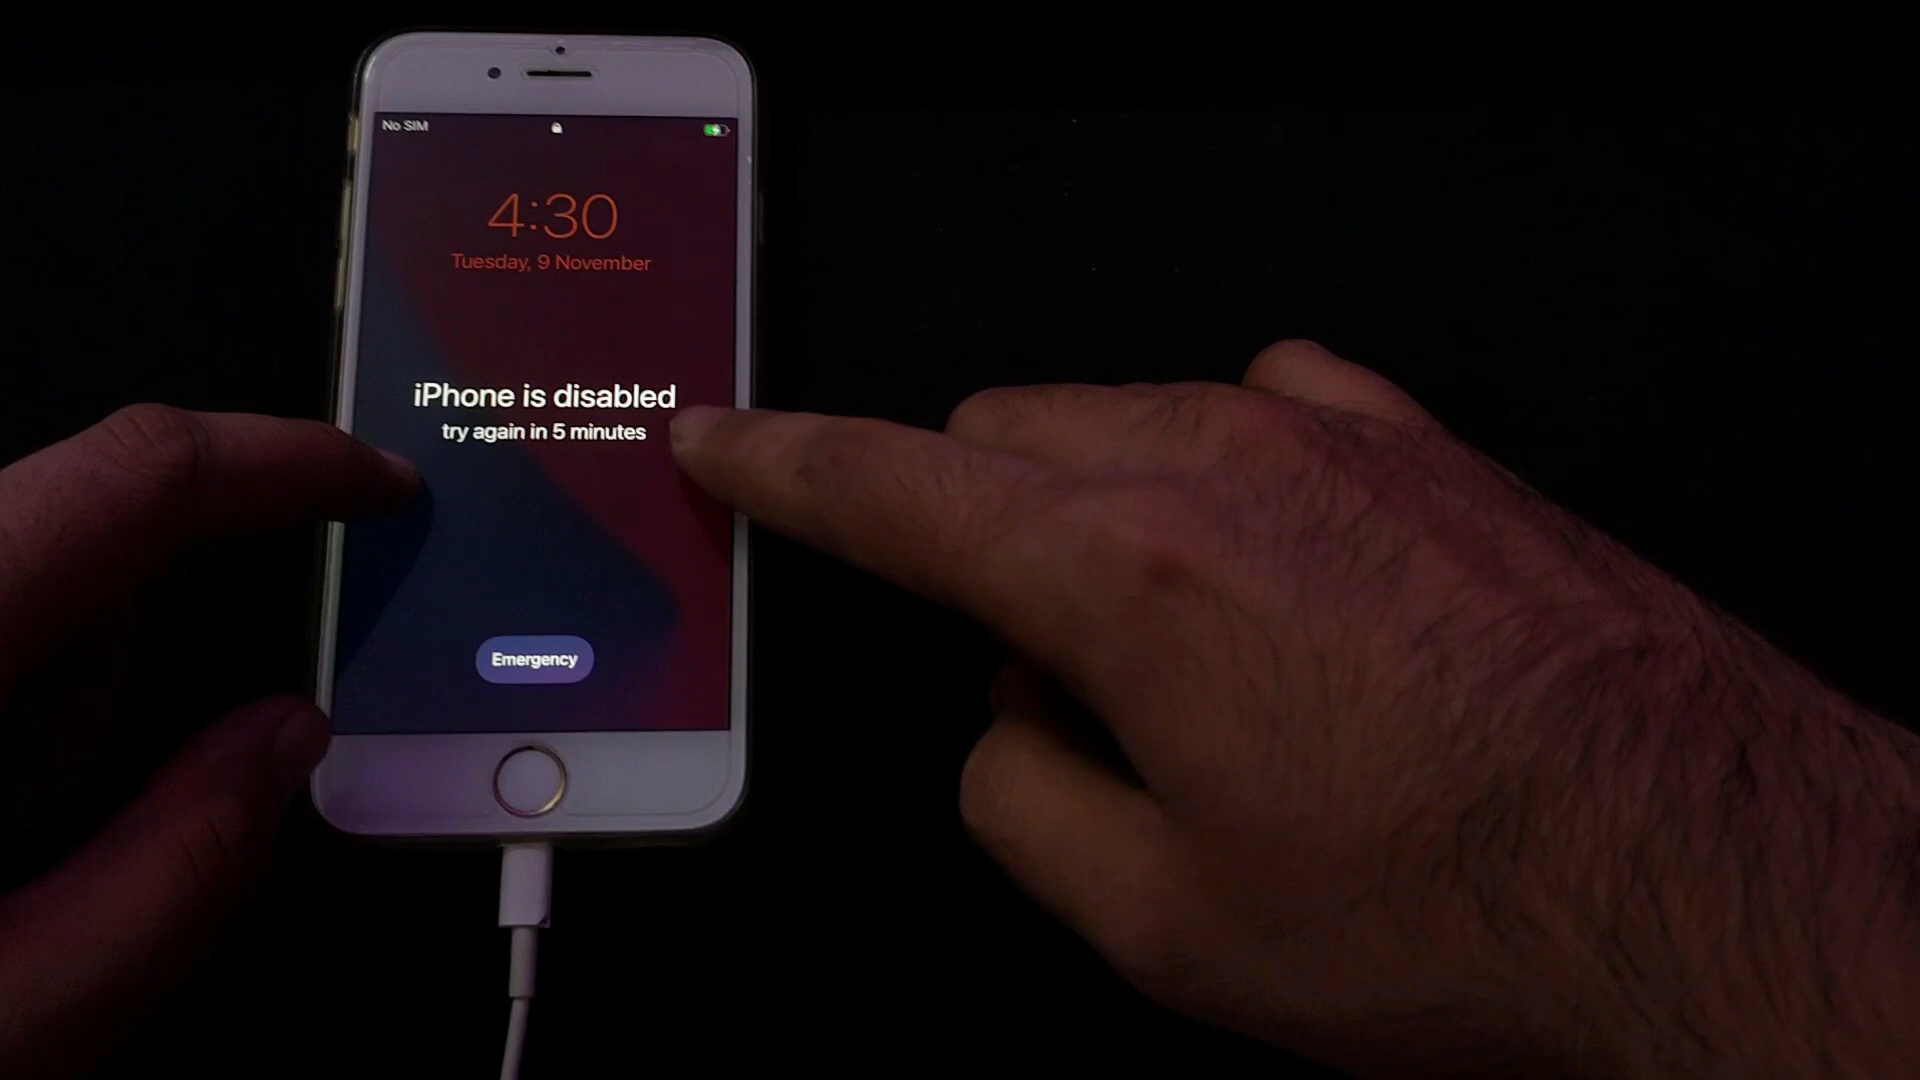 No SIM
4:30
Tuesday, 9 November
iPhone is disabled
try again in 5 minutes
Emergency